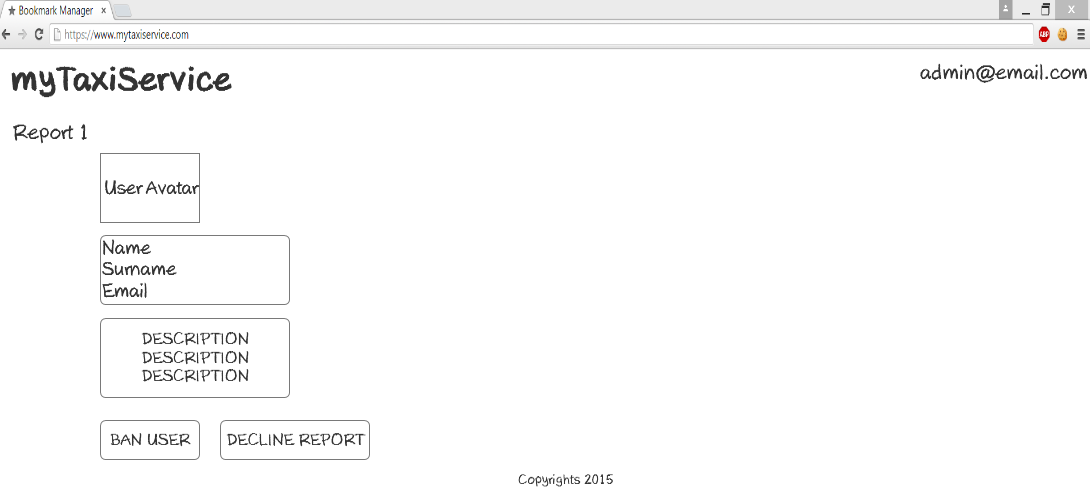 Bookmark Manager
https://www.mytaxiservice.com
ABP
myTaxiService
admin@email.com
Report 1
User Avatar
Name
Surname
Email
DESCRIPTION
DESCRIPTION
DESCRIPTION
BAN USER
DECLINE REPORT
Copyrights 2015